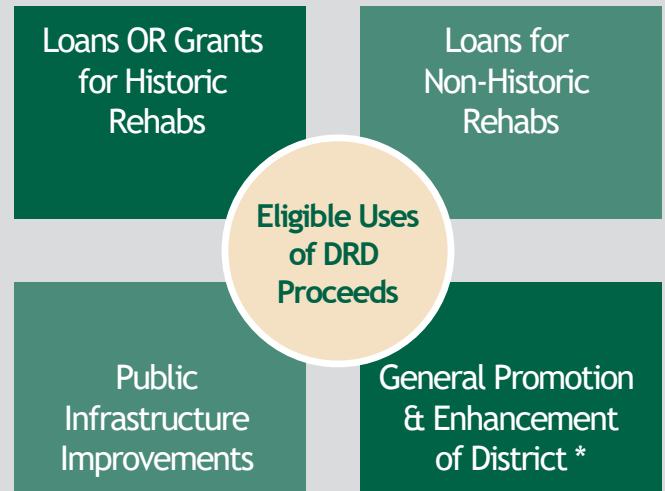 Loans OR Grants
for Historic
Rehabs
Loans for
Non-Historic
Rehabs
Eligible Uses
of DRD
Proceeds
Public
Infrastructure
Improvements
General Promotion
& Enhancement
of District *